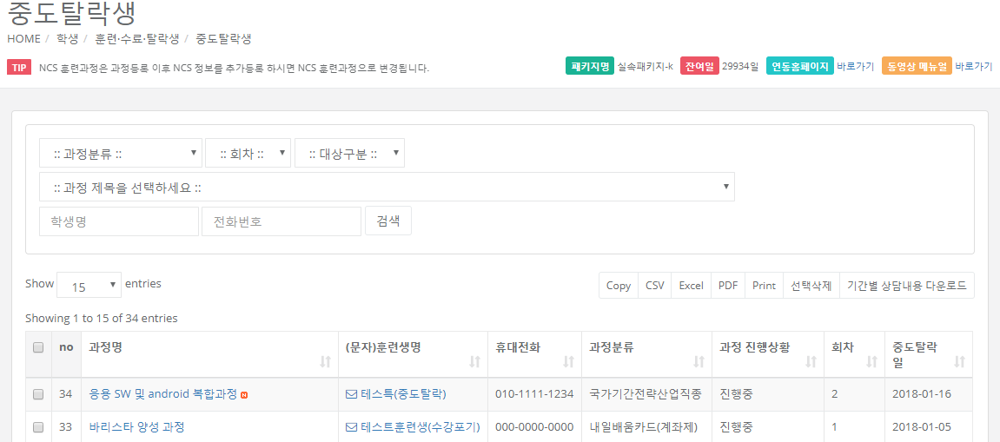 중도탈락생
HOME / 학생 / 훈련·수료·탈락생 / 중도탈락생
TIP NCS 훈련과정은 과정등록 이후 NCS 정보를 추가등록 하시면 NCS 훈련과정으로 변경됩니다. 패키지명 실속패키지-k 잔여일 29934일 연동홈페이지 바로가기 동영상 매뉴얼 바로가기
:: 과정분류 :: :: 회차 :: :: 대상구분 ::
:: 과정 제목을 선택하세요 ::
학생명 전화번호 검색
Show 15 entries Copy CSV Excel PDF Print 선택삭제 기간별 상담내용 다운로드
Showing 1 to 15 of 34 entries
no 과정명 (문자)훈련생명 휴대전화 과정분류 과정 진행상황 회차 중도탈락
일
34 응용 SW 및 android 복합과정 N 테스특(중도탈락) 010-1111-1234 국가기간전략산업직종 진행중 2 2018-01-16
33 바리스타 양성 과정 테스트훈련생(수강포기) 000-0000-0000 내일배움카드(계좌제) 진행중 1 2018-01-05